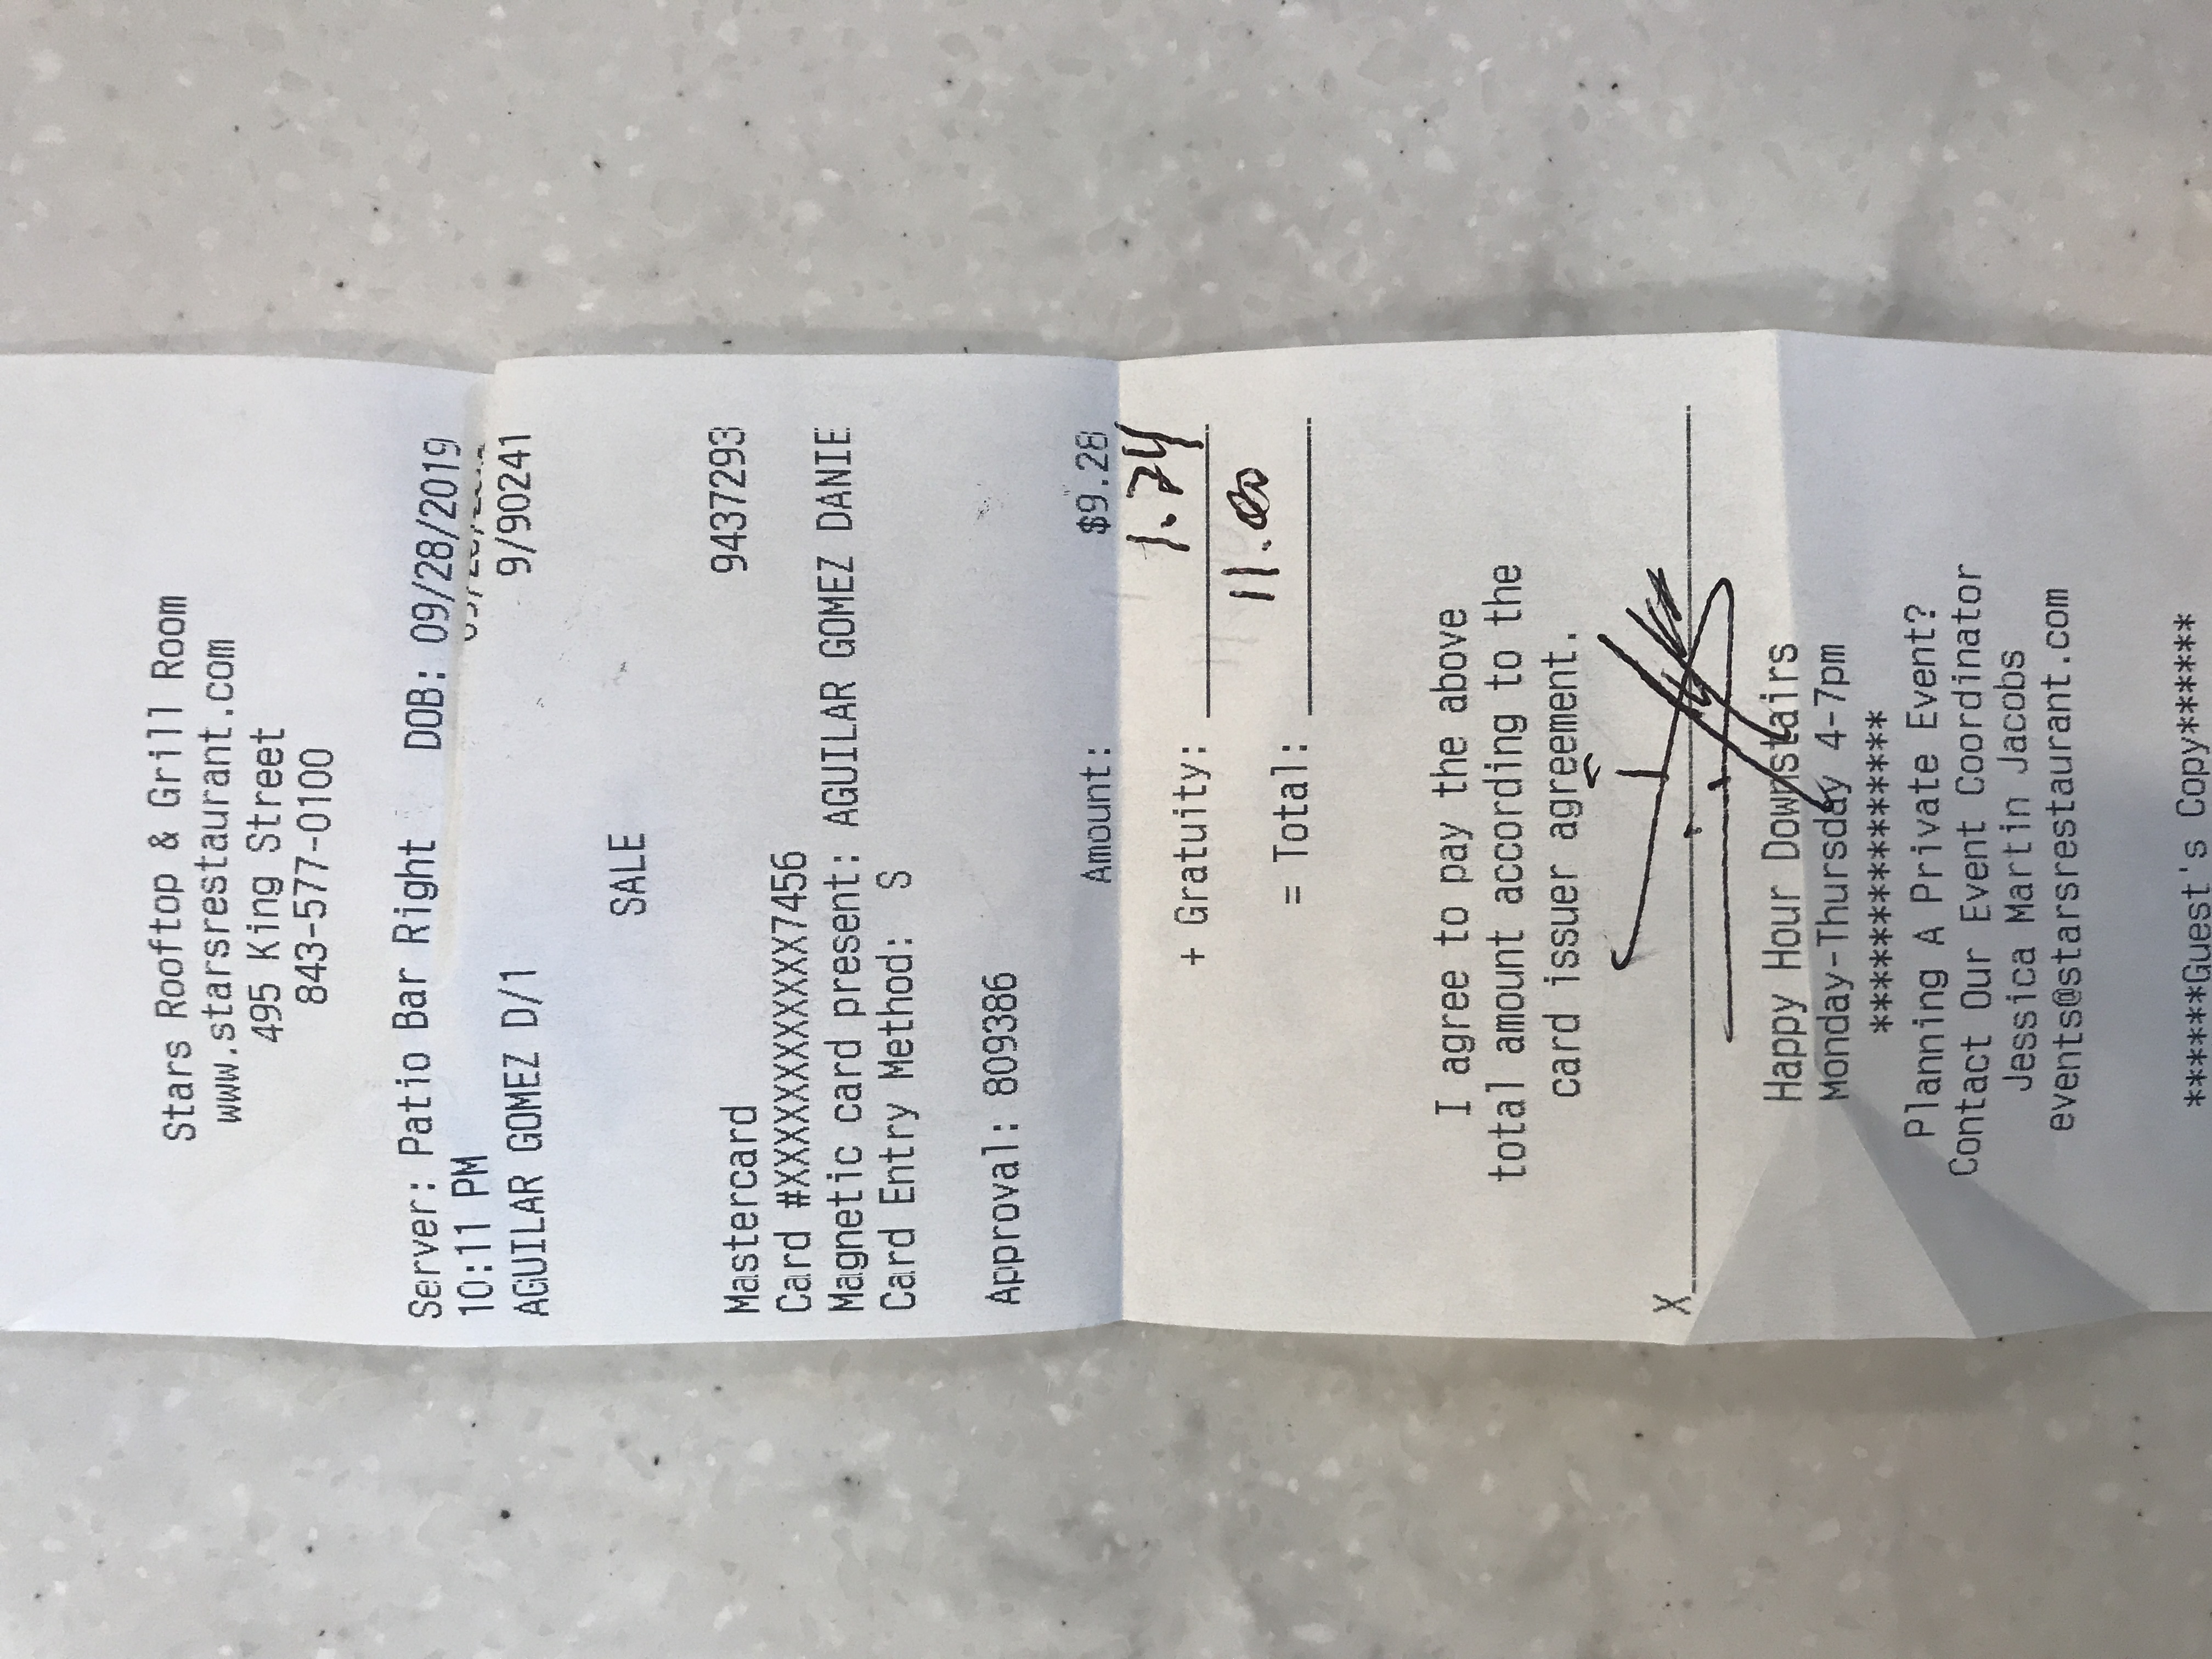 Stars Rooftop & Grill Room
www.starsrestaurant.com
495 King Street
843-577-0100
Server: Patio Bar Right DOB: 09/28/2019
10:11 PM
AGUILAR GOMEZ D/1 9/90241
SALE
Mastercard 9437293
Card #XXXXXXXXXXXX7456
Magnetic card present: AGUILAR GOMEZ DANIE
Card Entry Method: S
Approval: 809386
Amount: $9.28
+ Gratuity: 1.24
= Total: 11.00
I agree to pay the above
total amount according to the
card issuer agreement.
X
Happy Hour Downstairs
Monday-Thursday 4-7pm
****************
Planning A Private Event?
Contact Our Event Coordinator
Jessica Martin Jacobs
events@starsrestaurant.com
******Guest's Copy******